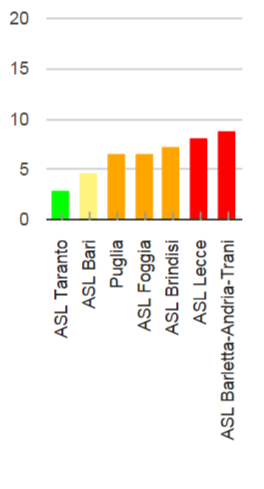 20
15
10
5
0
ASL Taranto
ASL Bari
Puglia
ASL Foggia
ASL Brindisi
ASL Lecce
ASL Barletta-Andria-Trani